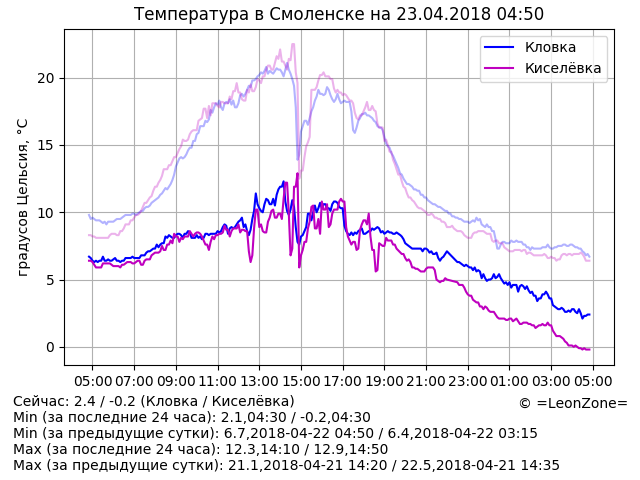 Температура в Смоленске на 23.04.2018 04:50
Кловка
Киселёвка
градусов Цельсия, °C
20
15
10
5
0
05:00 07:00 09:00 11:00 13:00 15:00 17:00 19:00 21:00 23:00 01:00 03:00 05:00
Сейчас: 2.4 / -0.2 (Кловка / Киселёвка)
© =LeonZone=
Min (за последние 24 часа): 2.1,04:30 / -0.2,04:30
Min (за предыдущие сутки): 6.7,2018-04-22 04:50 / 6.4,2018-04-22 03:15
Max (за последние 24 часа): 12.3,14:10 / 12.9,14:50
Max (за предыдущие сутки): 21.1,2018-04-21 14:20 / 22.5,2018-04-21 14:35